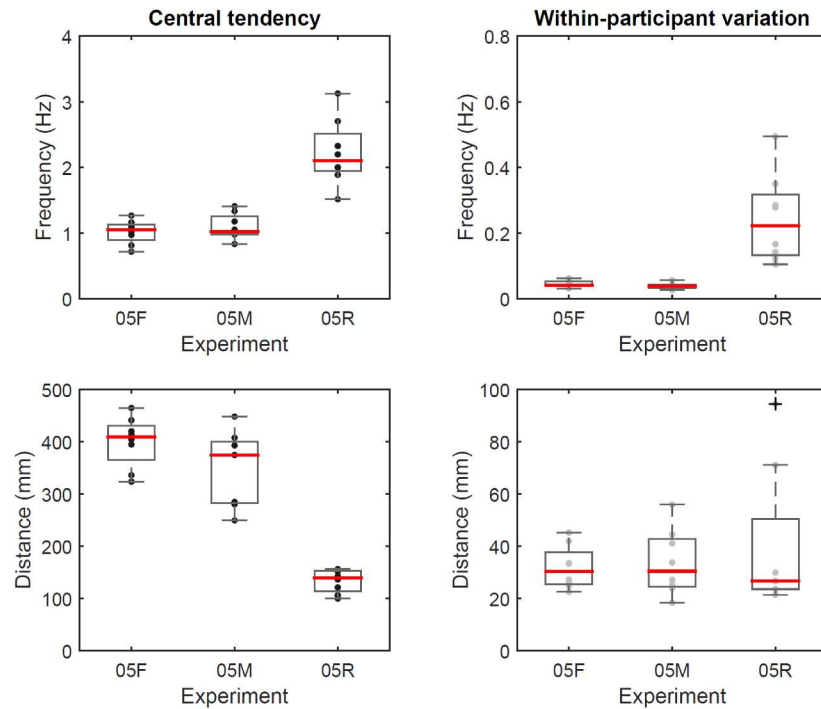 Central tendency
Within-participant variation
4
3
2
1
0
Frequency (Hz)
05F 05M 05R
Experiment
0.8
0.6
0.4
0.2
0
Frequency (Hz)
05F 05M 05R
Experiment
500
400
300
200
100
0
Distance (mm)
05F 05M 05R
Experiment
100
80
60
40
20
0
Distance (mm)
05F 05M 05R
Experiment